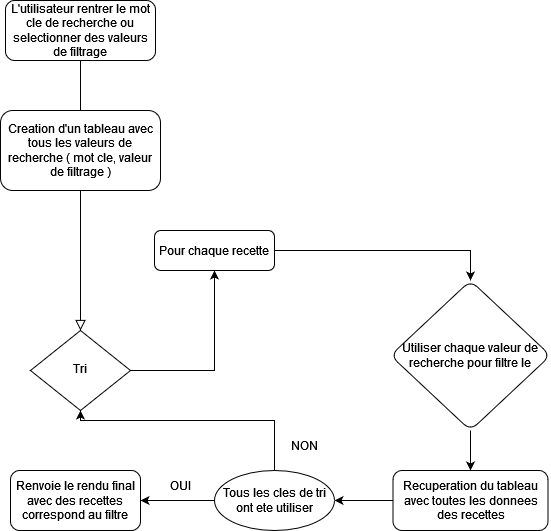 L'utilisateur rentrer le mot
cle de recherche ou
selectionner des valeurs
de filtrage
Creation d'un tableau avec
tous les valeurs de
recherche ( mot cle, valeur
de filtrage )
Pour chaque recette
Utiliser chaque valeur de
recherche pour filtre le
Tri
NON
Recuperation du tableau
avec toutes les donnees
des recettes
Tous les cles de tri
ont ete utiliser
OUI
Renvoie le rendu final
avec des recettes
correspond au filtre